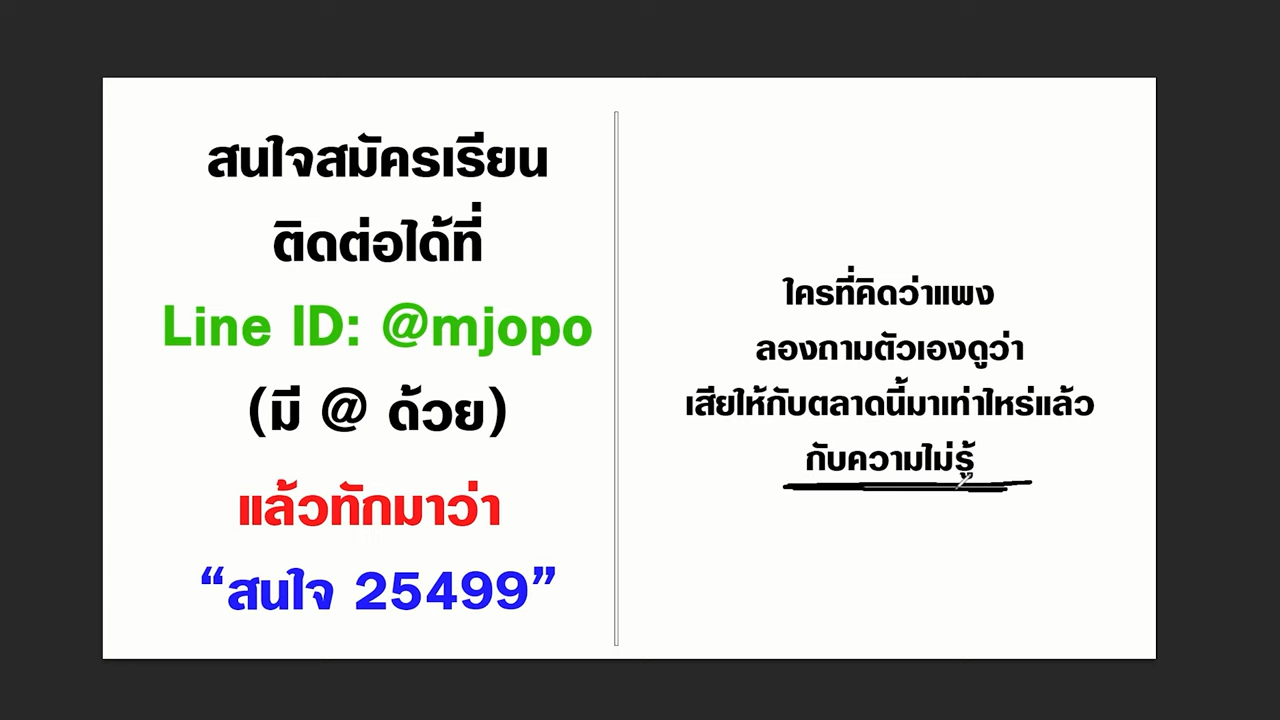 สนใจสมัครเรียน
ติดต่อได้ที่
Line ID: @mjopo
(มี @ ด้วย)
แล้วทักมาว่า
“สนใจ 25499”
ใครที่คิดว่าแพง
ลองถามตัวเองดูว่า
เสียให้กับตลาดนี้มาเท่าไหร่แล้ว
กับความไม่รู้